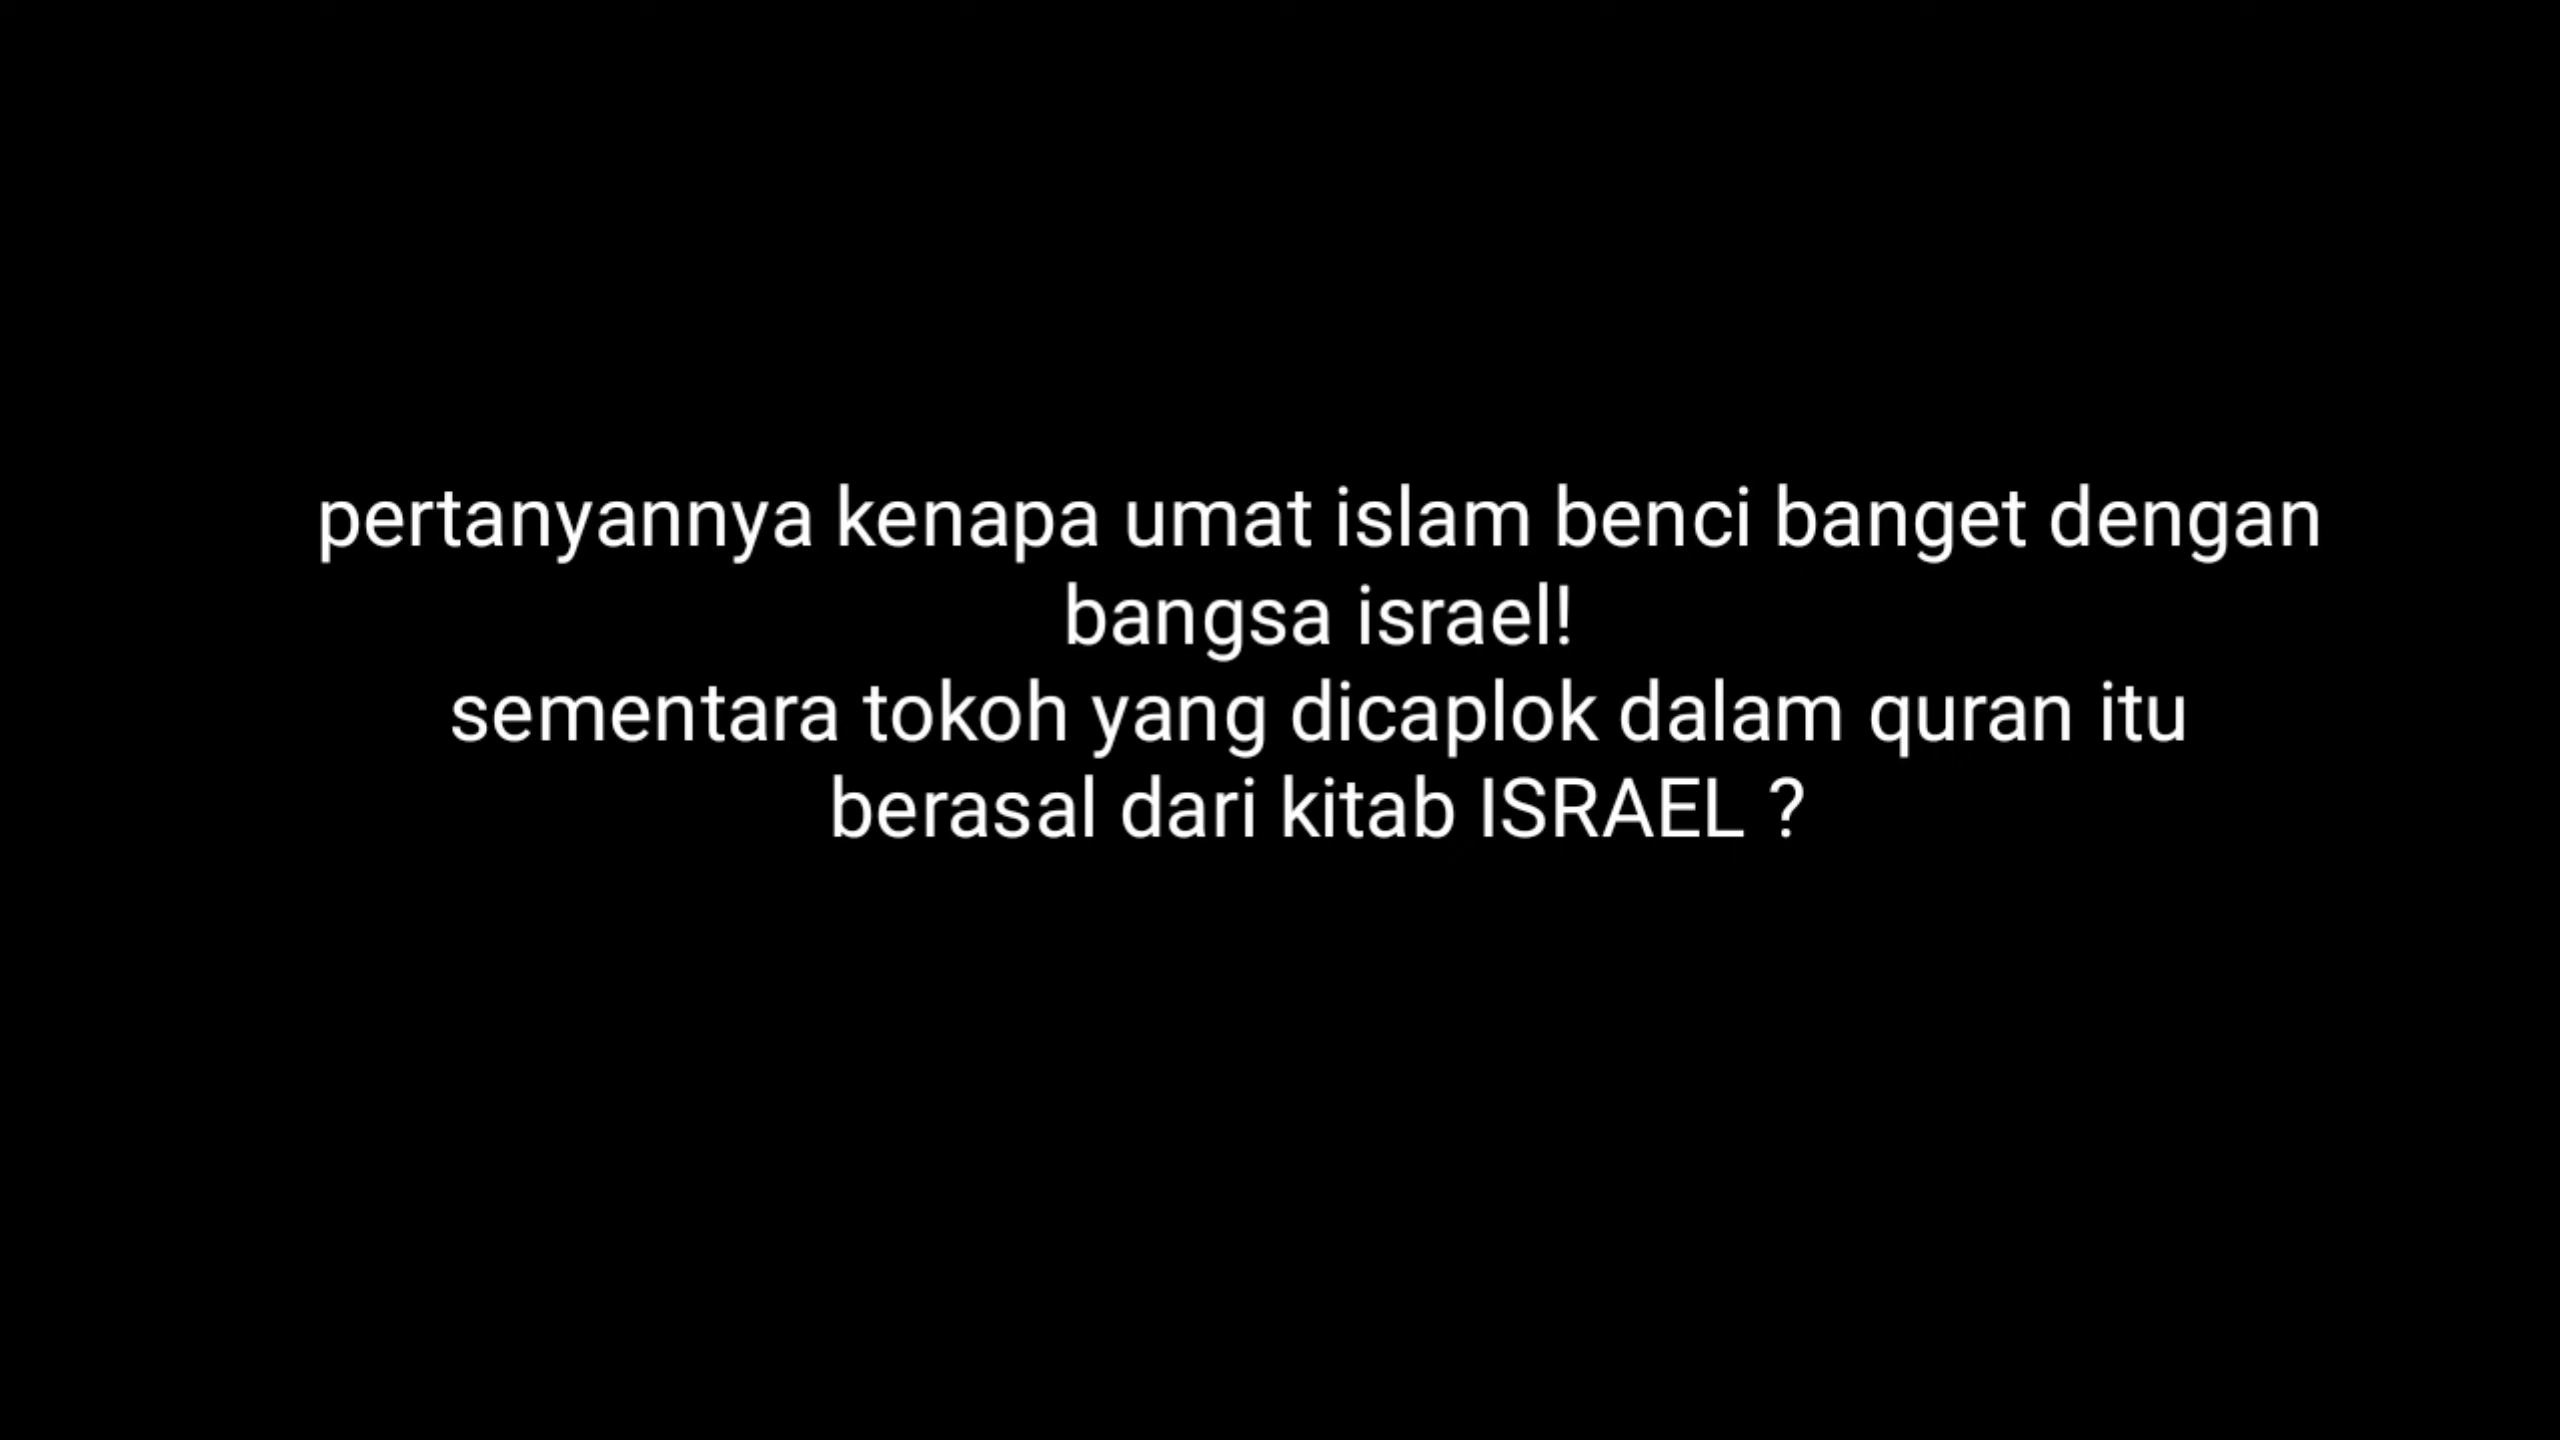 pertanyannya kenapa umat islam benci banget dengan
bangsa israel!
sementara tokoh yang dicaplok dalam quran itu
berasal dari kitab ISRAEL ?